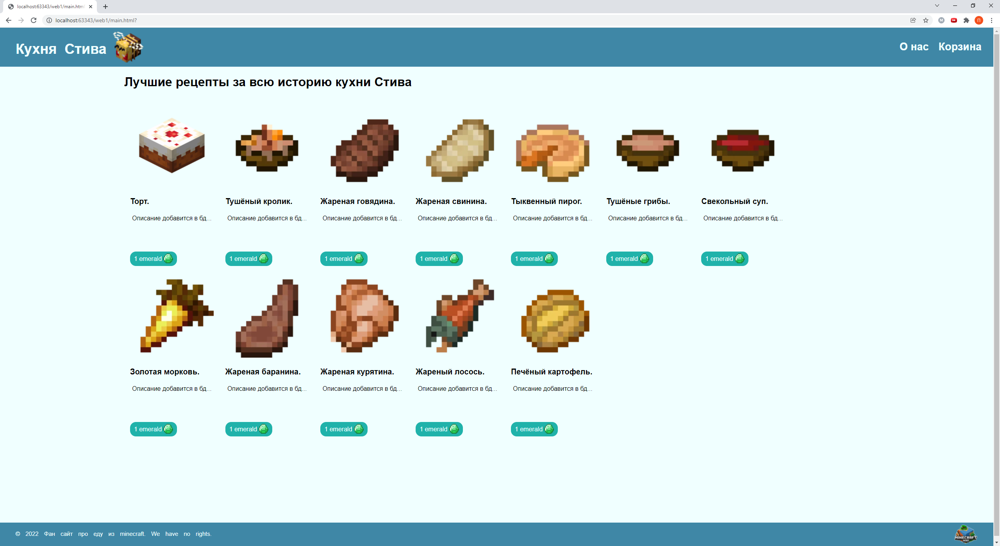 localhost:63343/web1/main.html
localhost:63343/web1/main.html?
M П
Кухня Стива
О нас Корзина
Лучшие рецепты за всю историю кухни Стива
Торт. Тушёный кролик. Жареная говядина. Жареная свинина. Тыквенный пирог. Тушёные грибы. Свекольный суп.
Описание добавится в бд... Описание добавится в бд... Описание добавится в бд... Описание добавится в бд... Описание добавится в бд... Описание добавится в бд... Описание добавится в бд...
1 emerald 1 emerald 1 emerald 1 emerald 1 emerald 1 emerald 1 emerald
Золотая морковь. Жареная баранина. Жареная курятина. Жареный лосось. Печёный картофель.
Описание добавится в бд... Описание добавится в бд... Описание добавится в бд... Описание добавится в бд... Описание добавится в бд...
1 emerald 1 emerald 1 emerald 1 emerald 1 emerald
© 2022 Фан сайт про еду из minecraft. We have no rights.
MINECRAFT
WIKI